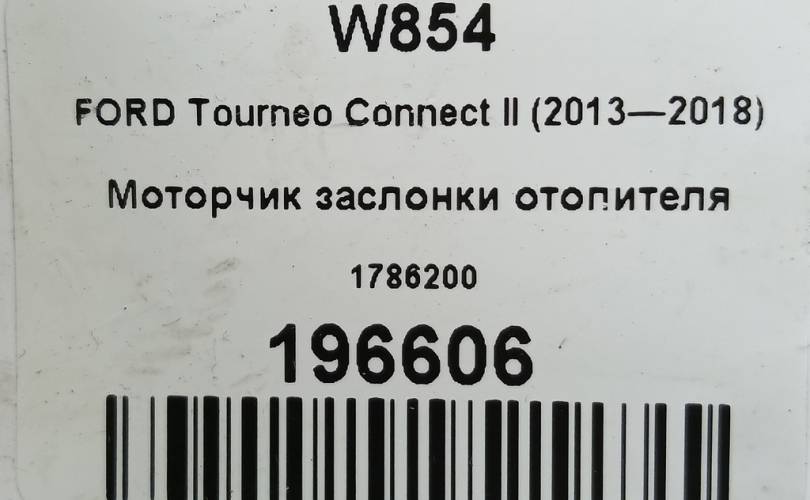 W854
FORD Tourneo Connect II (2013—2018)
Моторчик заслонки отопителя
1786200
196606